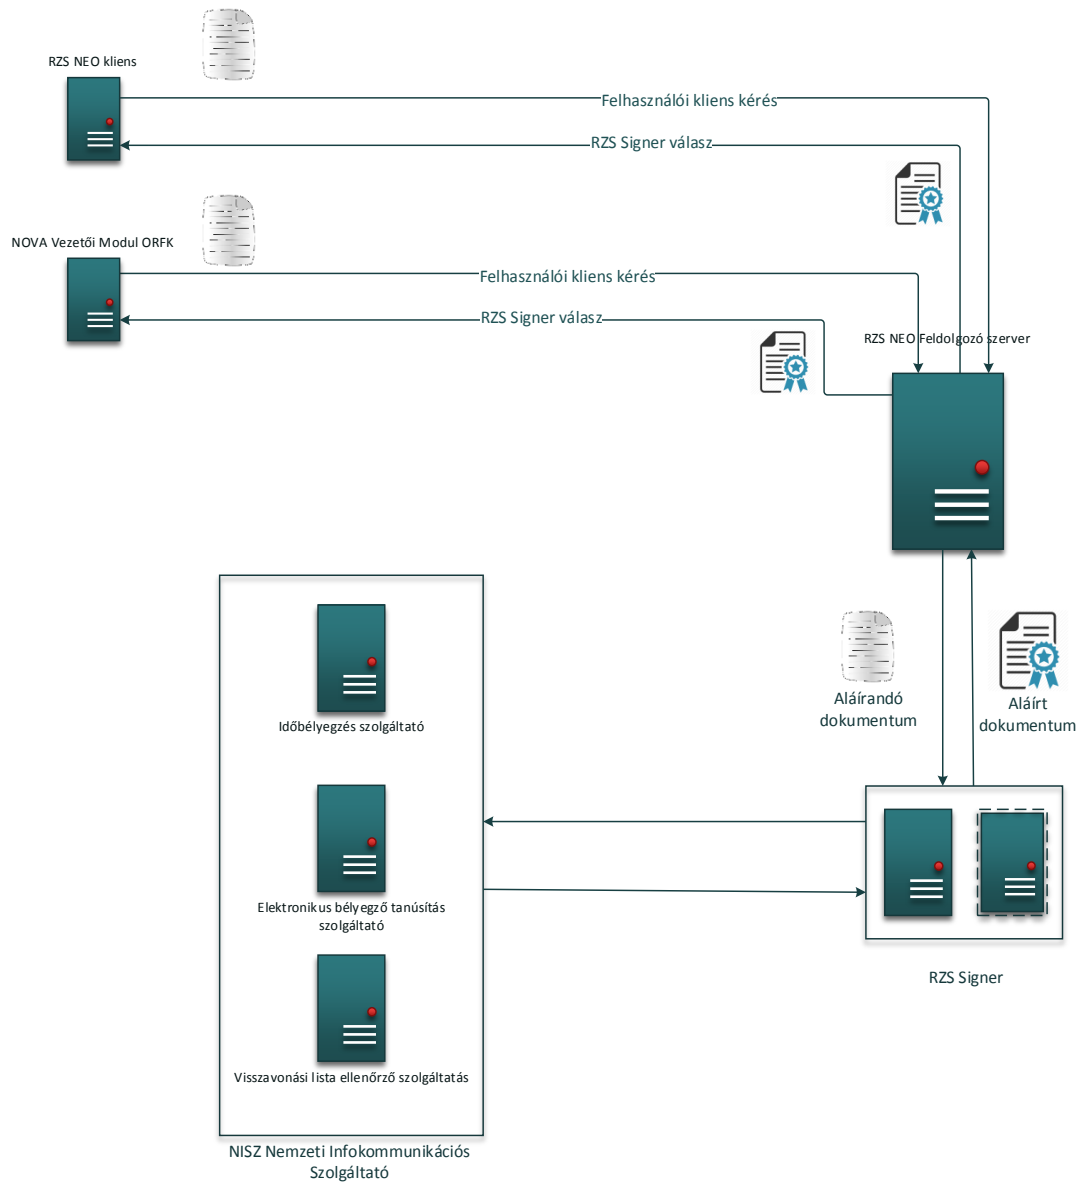 RZS NEO kliens
Felhasználói kliens kérés
RZS Signer válasz
NOVA Vezetői Modul ORFK
Felhasználói kliens kérés
RZS Signer válasz
RZS NEO Feldolgozó szerver
Aláírandó
dokumentum
Aláírt
dokumentum
Időbélyegzés szolgáltató
Elektronikus bélyegző tanúsítás
szolgáltató
RZS Signer
Visszavonási lista ellenőrző szolgáltatás
NISZ Nemzeti Infokommunikációs
Szolgáltató